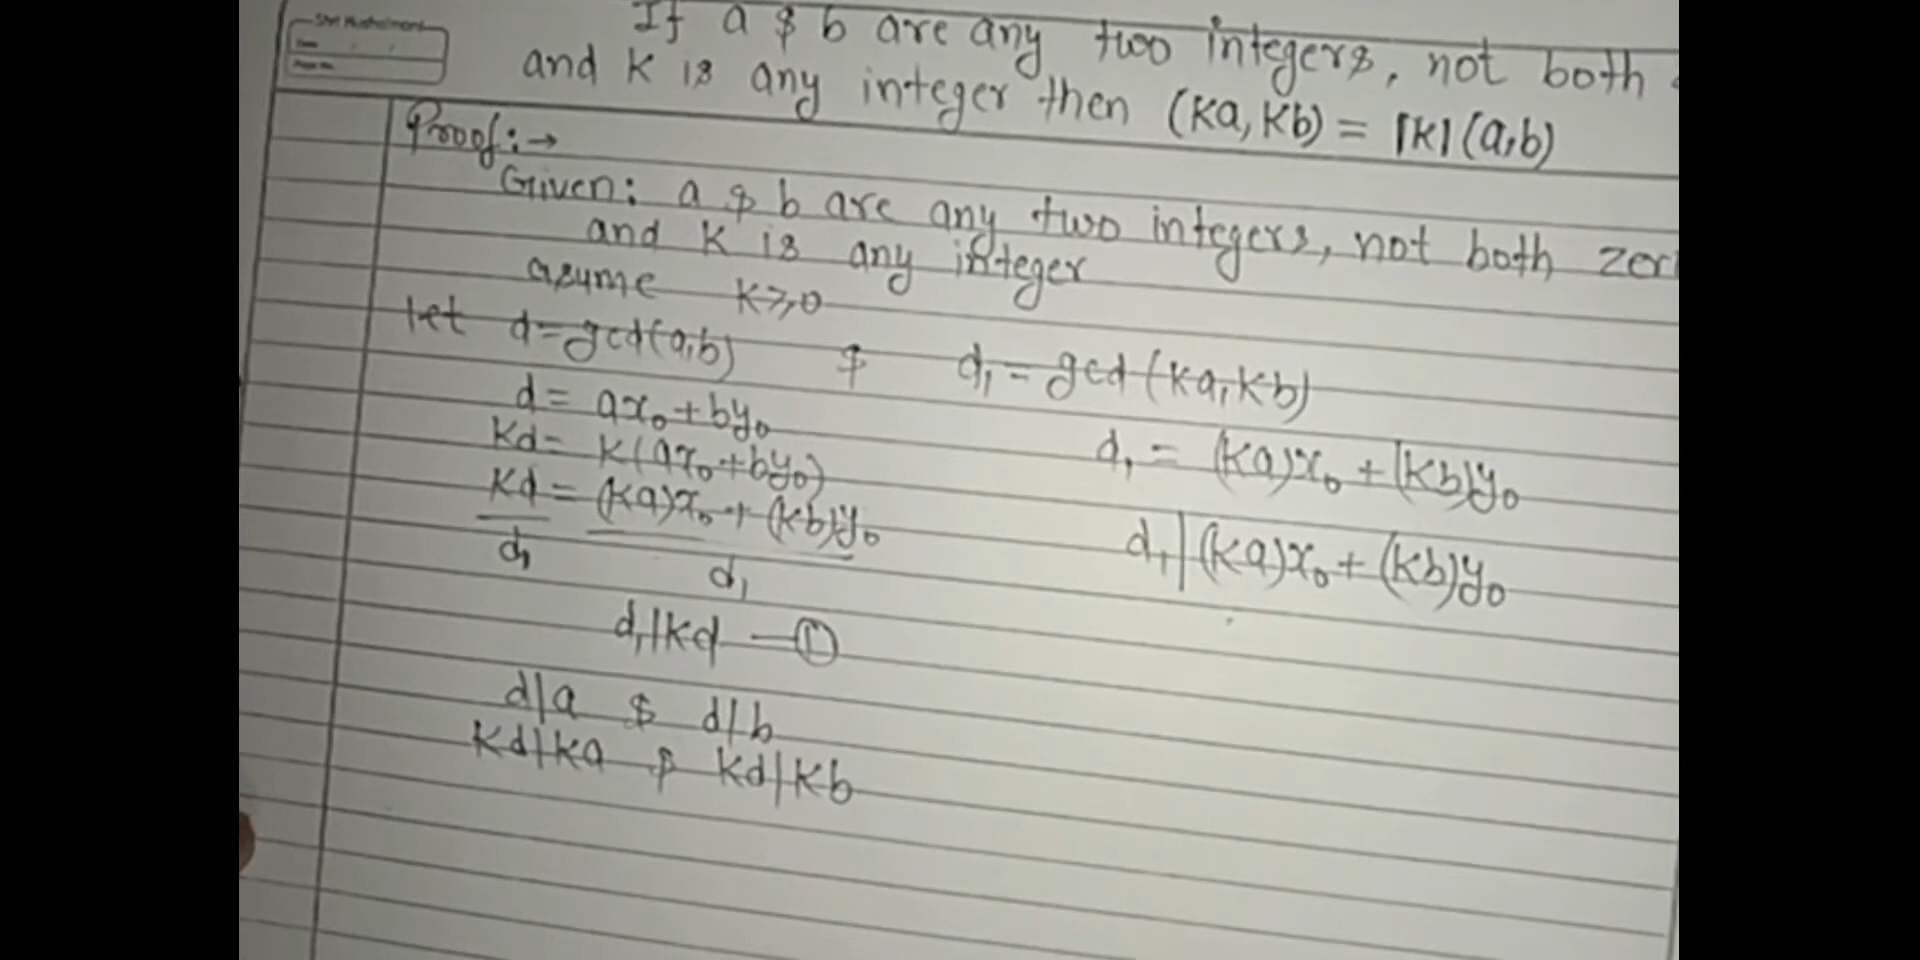 If a & b are any two integers, not both
and k is any integer then (ka, kb) = |k| (a,b)
Proof :→
Given: a & b are any two integers, not both zer
and k is any integer
asume k≥0
let d=gcd(a,b) & d₁ = gcd (ka, kb)
d = ax₀+by₀
kd = k(ax₀+by₀) d₁ = (ka)x₀ + (kb)y₀
kd = (ka)x₀ + (kb)y₀
d₁ d₁ d₁|(ka)x₀+(kb)y₀
d₁|kd — ①
d|a & d|b
kd|ka & kd|kb